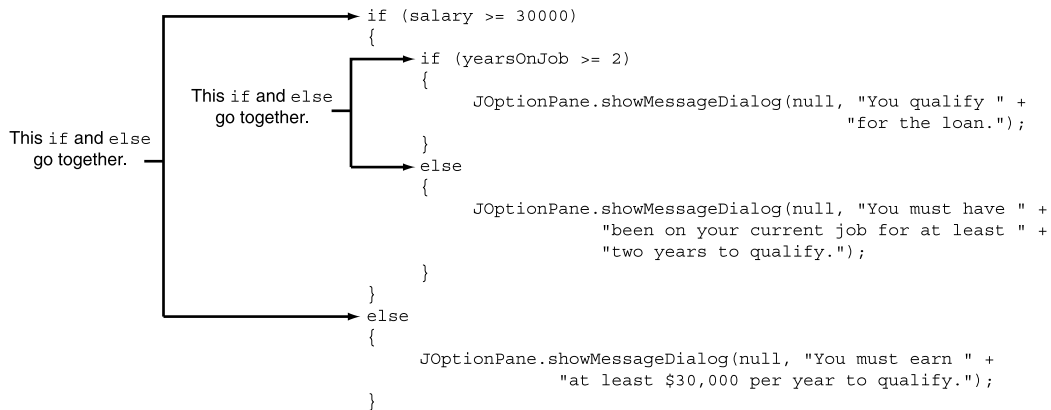 if (salary >= 30000)
{
if (yearsOnJob >= 2)
{
JOptionPane.showMessageDialog(null, "You qualify " +
"for the loan.");
}
else
{
JOptionPane.showMessageDialog(null, "You must have " +
"been on your current job for at least " +
"two years to qualify.");
}
}
else
{
JOptionPane.showMessageDialog(null, "You must earn " +
"at least $30,000 per year to qualify.");
}
This if and else
go together.
This if and else
go together.